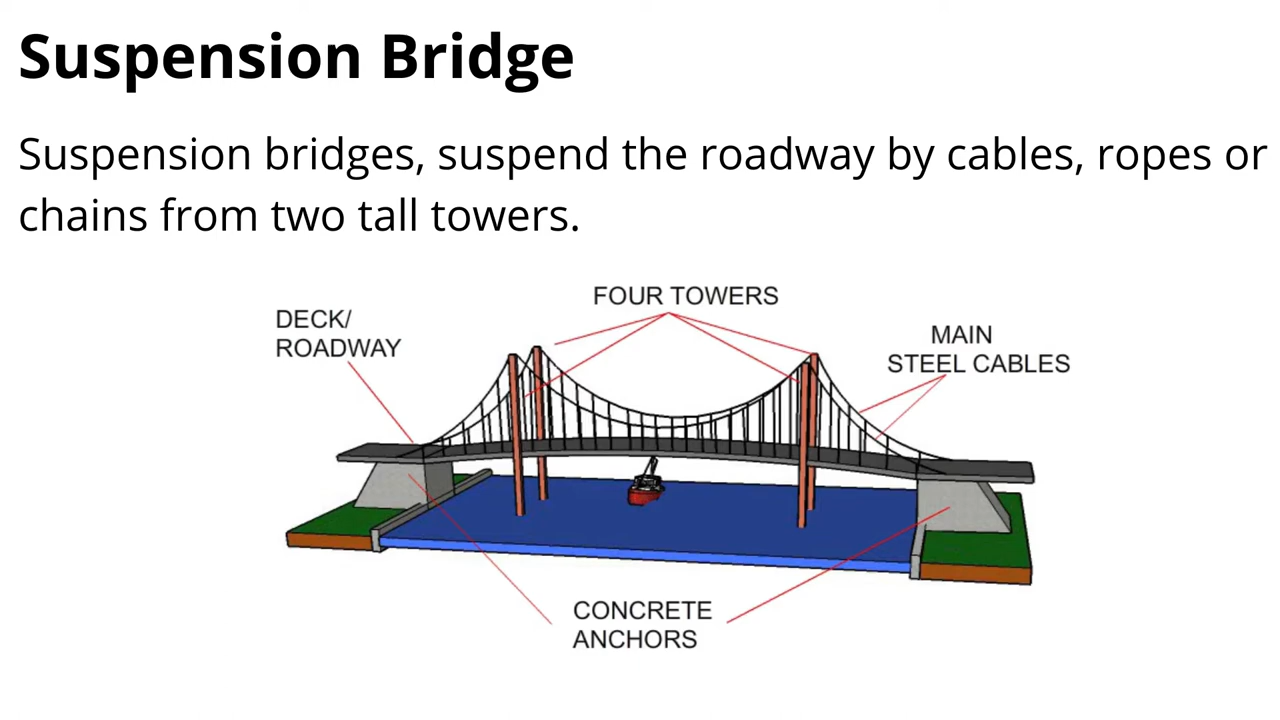 Suspension Bridge
Suspension bridges, suspend the roadway by cables, ropes or
chains from two tall towers.
FOUR TOWERS
DECK/
ROADWAY
MAIN
STEEL CABLES
CONCRETE
ANCHORS